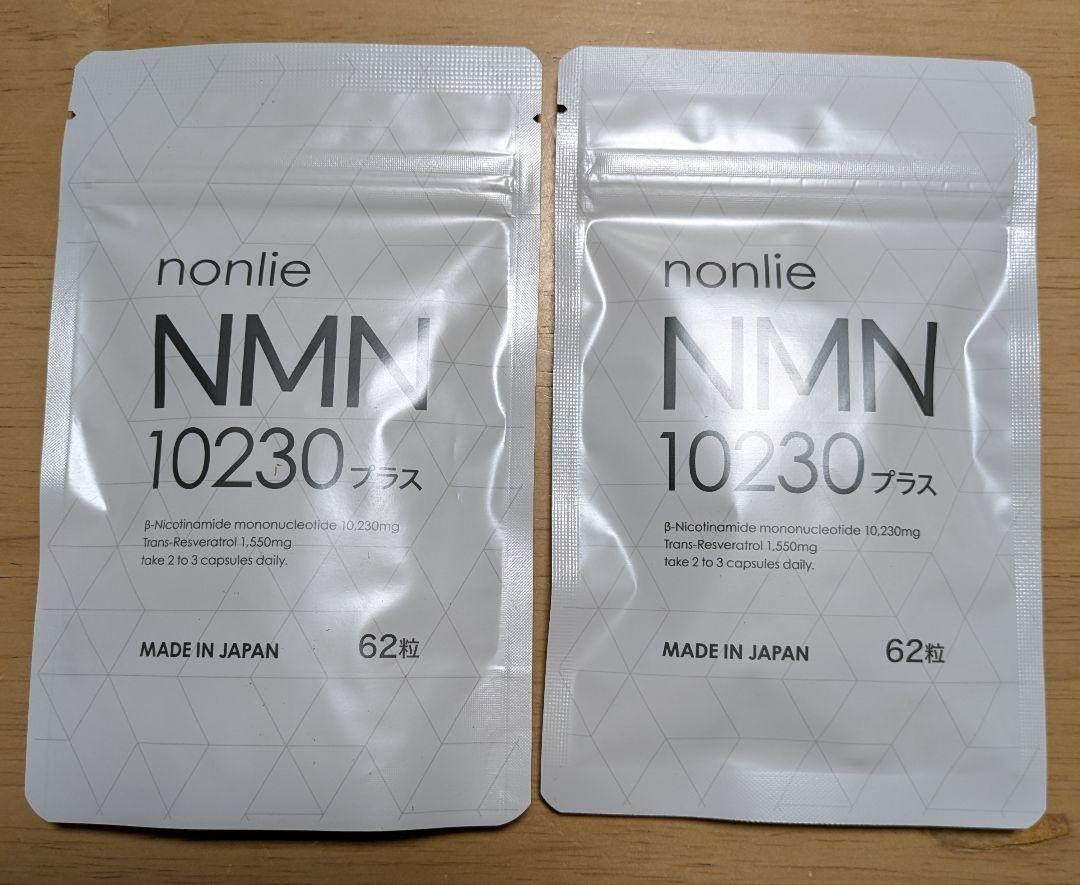 nonlie
NMN
10230プラス
β-Nicotinamide mononucleotide 10,230mg
Trans-Resveratrol 1,550mg
take 2 to 3 capsules daily.
MADE IN JAPAN 62粒
nonlie
NMN
10230プラス
β-Nicotinamide mononucleotide 10,230mg
Trans-Resveratrol 1,550mg
take 2 to 3 capsules daily.
MADE IN JAPAN 62粒